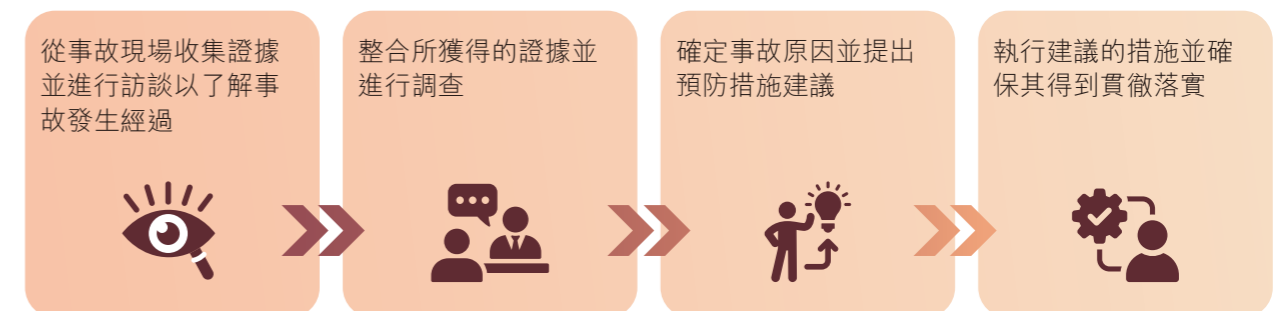 從事故現場收集證據
並進行訪談以了解事
故發生經過
整合所獲得的證據並
進行調查
確定事故原因並提出
預防措施建議
執行建議的措施並確
保其得到貫徹落實